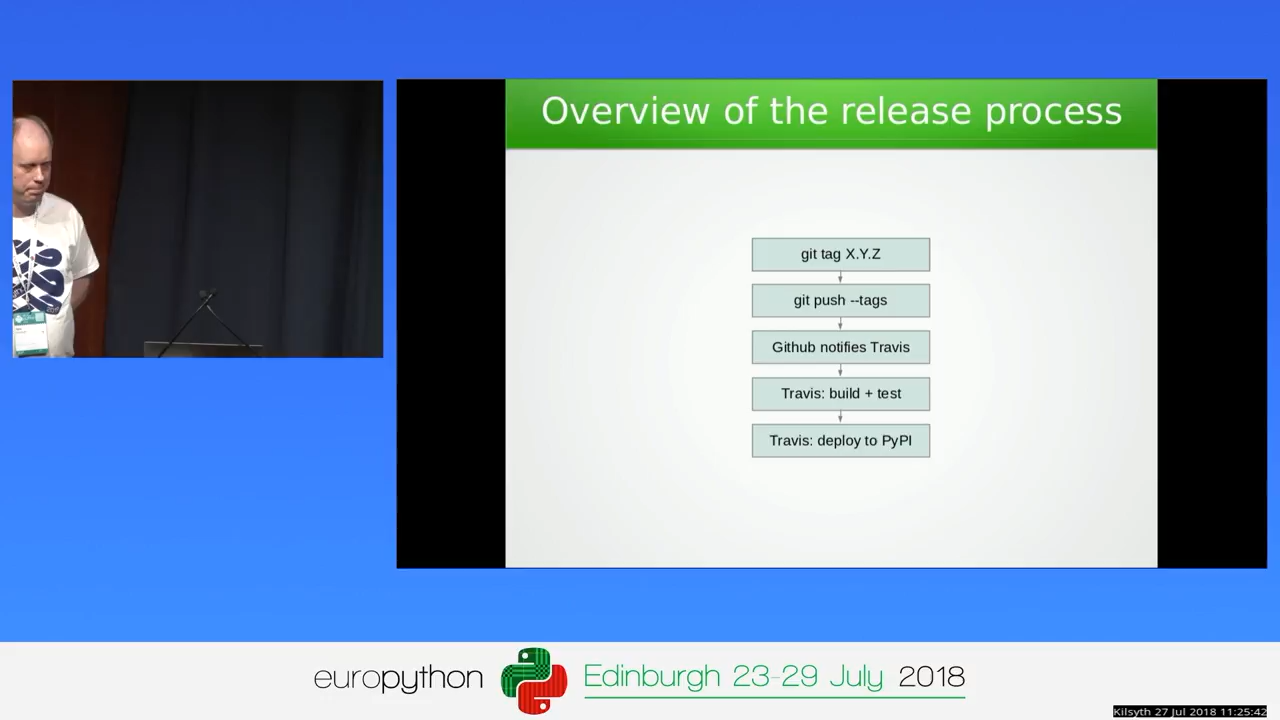 Overview of the release process
git tag X.Y.Z
git push --tags
Github notifies Travis
Travis: build + test
Travis: deploy to PyPI
europython
Edinburgh 23-29 July 2018
Kilsyth 27 Jul 2018 11:25:42